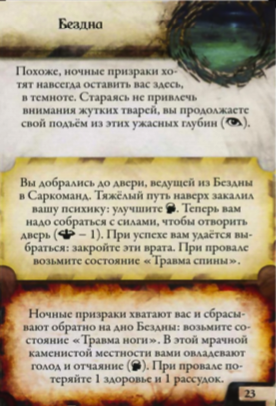 Бездна
Похоже, ночные призраки хо-
тят навсегда оставить вас здесь,
в темноте. Стараясь не привлечь
внимания жутких тварей, вы продолжаете
свой подъём из этих ужасных глубин ( ).
Вы добрались до двери, ведущей из Бездны
в Саркоманд. Тяжёлый путь наверх закалил
вашу психику: улучшите . Теперь вам
надо собраться с силами, чтобы отворить
дверь ( – 1). При успехе вам удаётся вы-
браться: закройте эти врата. При провале
возьмите состояние «Травма спины».
Ночные призраки хватают вас и сбрасы-
вают обратно на дно Бездны: возьмите со-
стояние «Травма ноги». В этой мрачной
каменистой местности вами овладевают
голод и отчаяние ( ). При провале по-
теряйте 1 здоровье и 1 рассудок.
23